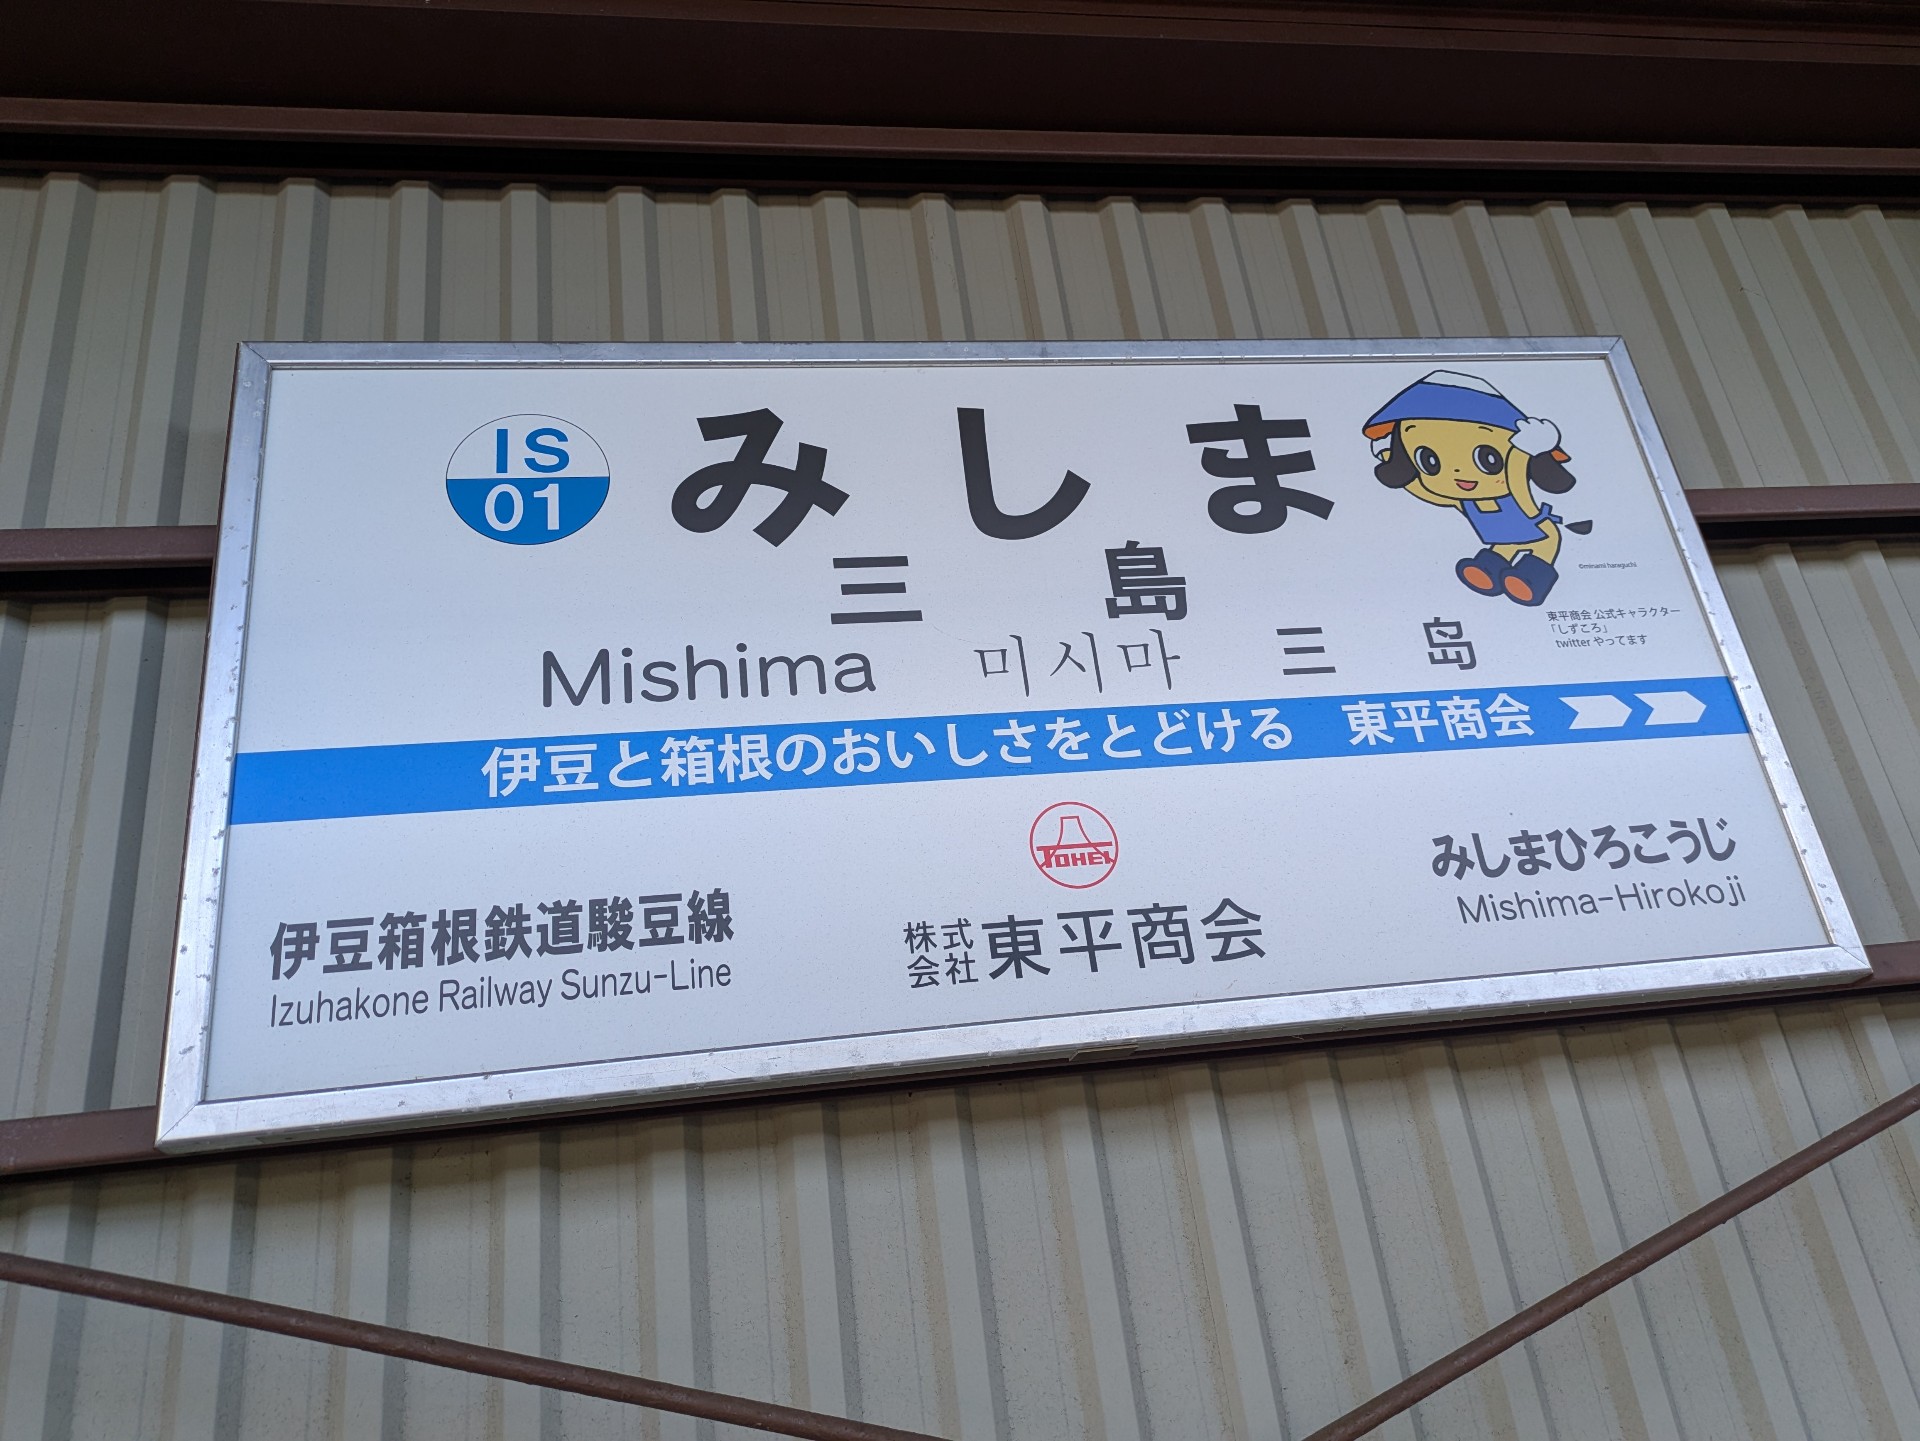 IS
01
みしま
三島
Mishima 미시마 三岛
©minami haraguchi
東平商会 公式キャラクター
「しずころ」
twitter やってます
伊豆と箱根のおいしさをとどける 東平商会
TOHEI
伊豆箱根鉄道駿豆線
Izuhakone Railway Sunzu-Line
株式会社 東平商会
みしまひろこうじ
Mishima-Hirokoji